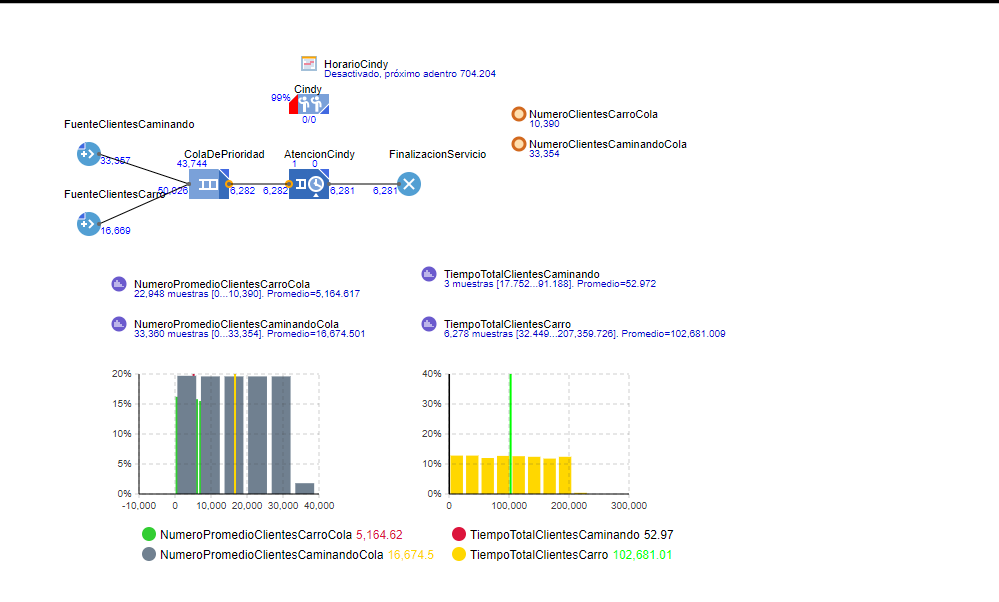 HorarioCindy
Desactivado, próximo adentro 704.204
Cindy
99%
0/0
NumeroClientesCarroCola
10,390
NumeroClientesCaminandoCola
33,354
FuenteClientesCaminando
33,357
ColaDePrioridad
43,744
AtencionCindy
1 0
FinalizacionServicio
50,026 6,282 6,282 6,281 6,281
FuenteClientesCarro
16,669
NumeroPromedioClientesCarroCola
22,948 muestras [0...10,390]. Promedio=5,164.617
TiempoTotalClientesCaminando
3 muestras [17.752...91.188]. Promedio=52.972
NumeroPromedioClientesCaminandoCola
33,360 muestras [0...33,354]. Promedio=16,674.501
TiempoTotalClientesCarro
6,278 muestras [32.449...207,359.726]. Promedio=102,681.009
20%
15%
10%
5%
0%
-10,000 0 10,000 20,000 30,000 40,000
40%
30%
20%
10%
0%
0 100,000 200,000 300,000
NumeroPromedioClientesCarroCola 5,164.62
NumeroPromedioClientesCaminandoCola 16,674.5
TiempoTotalClientesCaminando 52.97
TiempoTotalClientesCarro 102,681.01